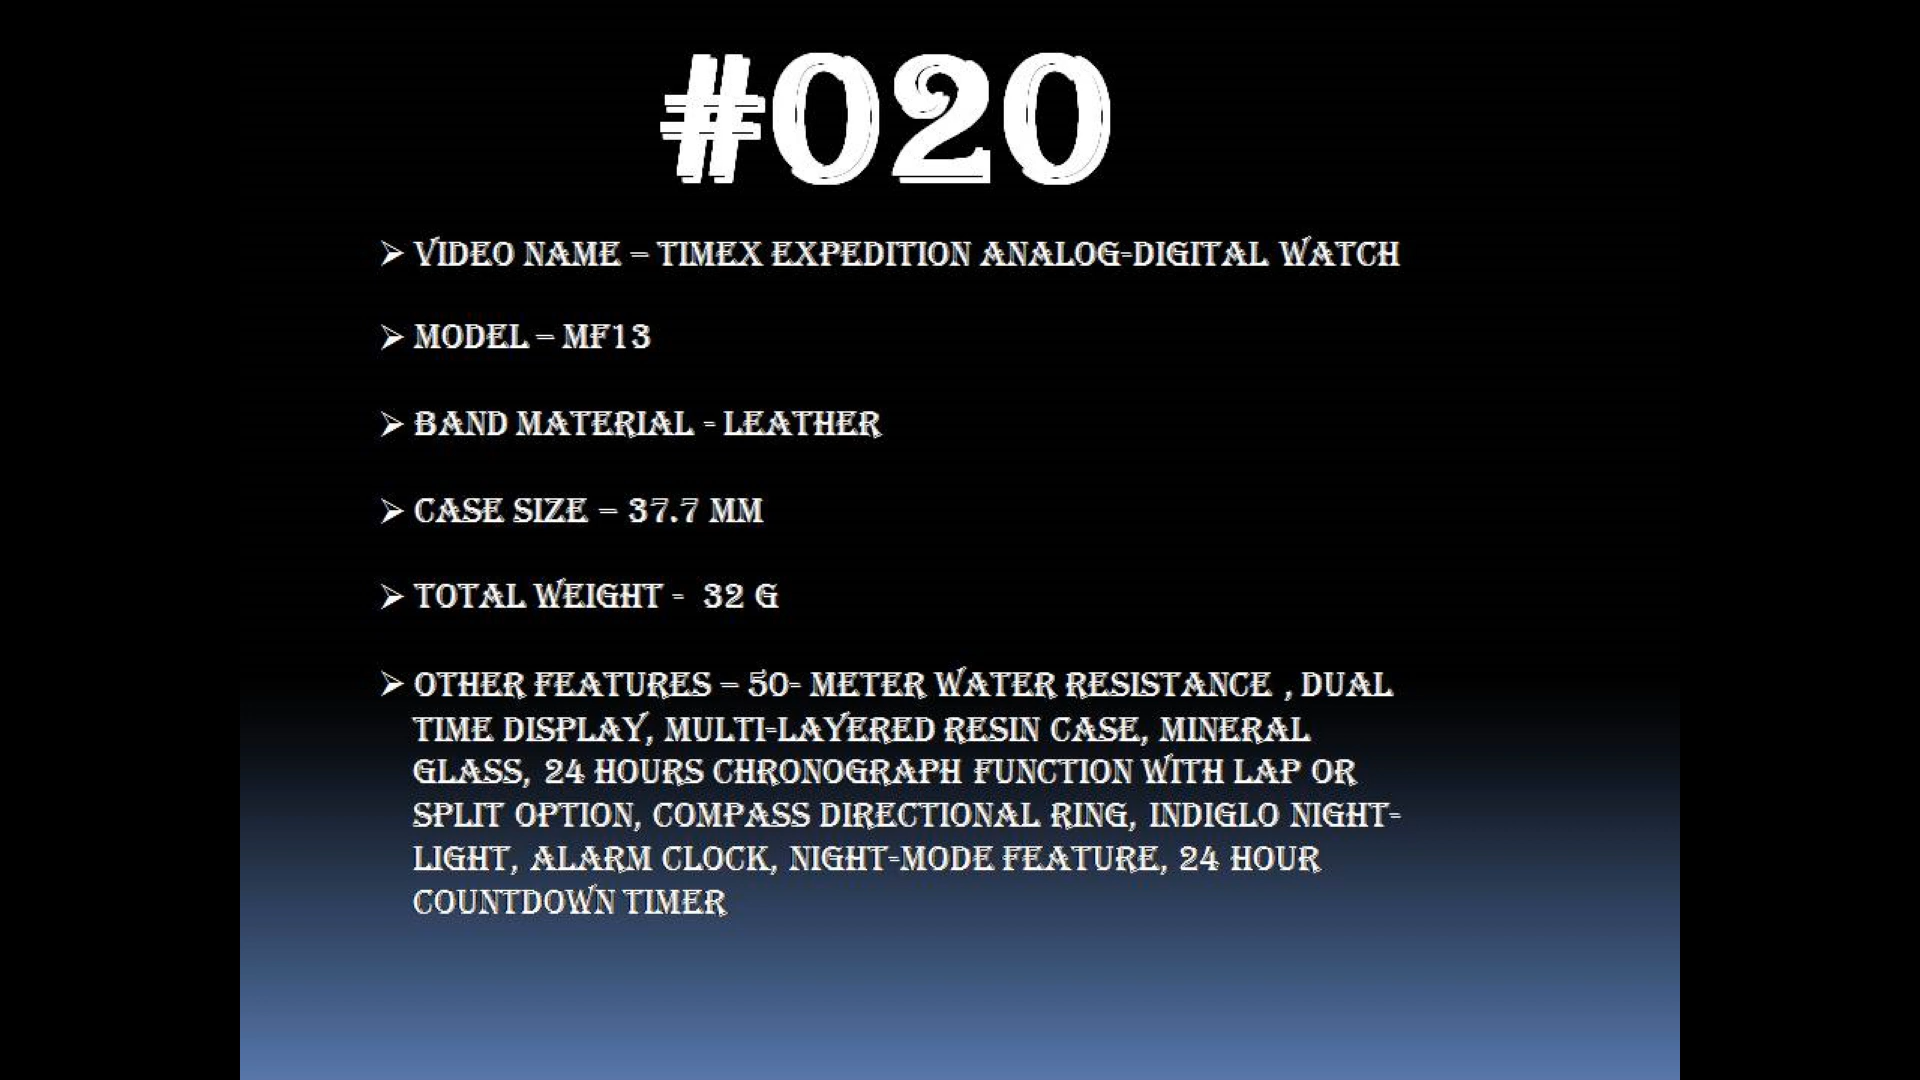 #020
➢ VIDEO NAME – TIMEX EXPEDITION ANALOG-DIGITAL WATCH
➢ MODEL – MF13
➢ BAND MATERIAL - LEATHER
➢ CASE SIZE – 37.7 MM
➢ TOTAL WEIGHT - 32 G
➢ OTHER FEATURES – 50- METER WATER RESISTANCE , DUAL
TIME DISPLAY, MULTI-LAYERED RESIN CASE, MINERAL
GLASS, 24 HOURS CHRONOGRAPH FUNCTION WITH LAP OR
SPLIT OPTION, COMPASS DIRECTIONAL RING, INDIGLO NIGHT-
LIGHT, ALARM CLOCK, NIGHT-MODE FEATURE, 24 HOUR
COUNTDOWN TIMER